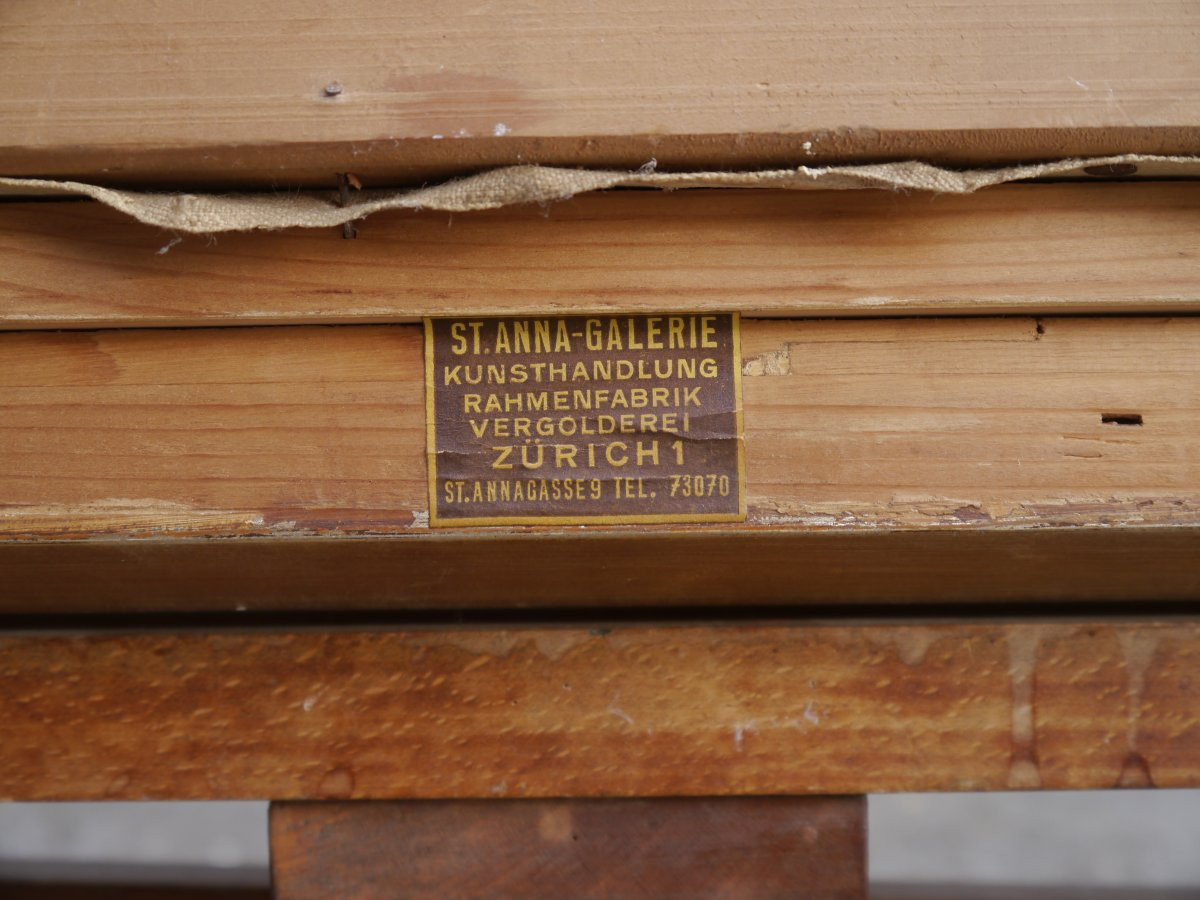 ST. ANNA-GALERIE
KUNSTHANDLUNG
RAHMENFABRIK
VERGOLDEREI
ZÜRICH 1
ST. ANNAGASSE 9 TEL. 73070